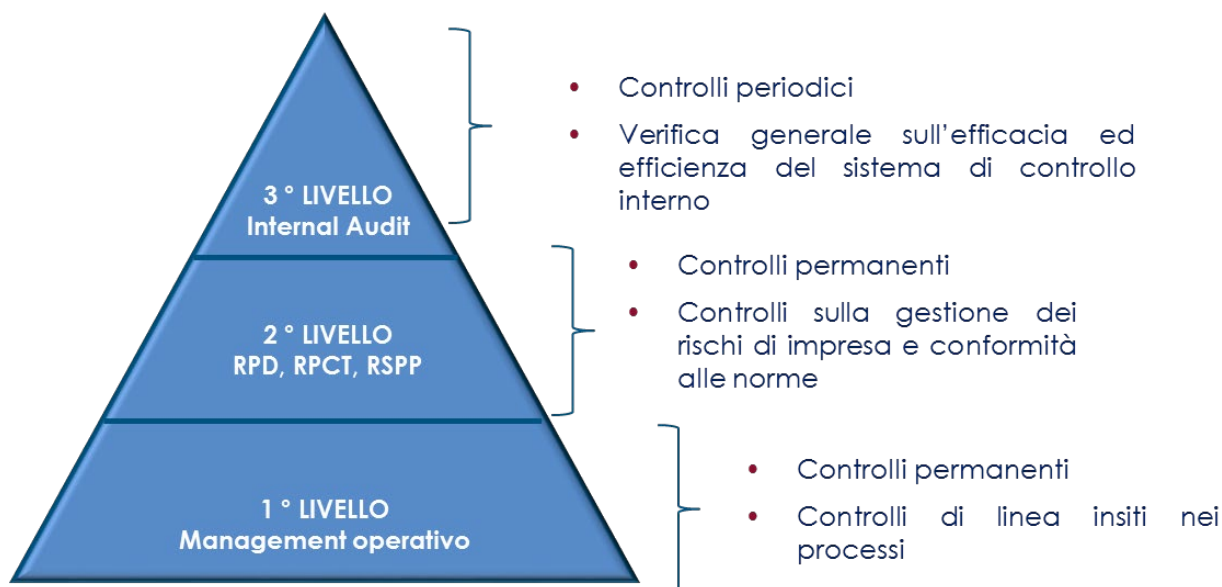 3 ° LIVELLO
Internal Audit
• Controlli periodici
• Verifica generale sull'efficacia ed
efficienza del sistema di controllo
interno
2 ° LIVELLO
RPD, RPCT, RSPP
• Controlli permanenti
• Controlli sulla gestione dei
rischi di impresa e conformità
alle norme
1 ° LIVELLO
Management operativo
• Controlli permanenti
• Controlli di linea insiti nei
processi